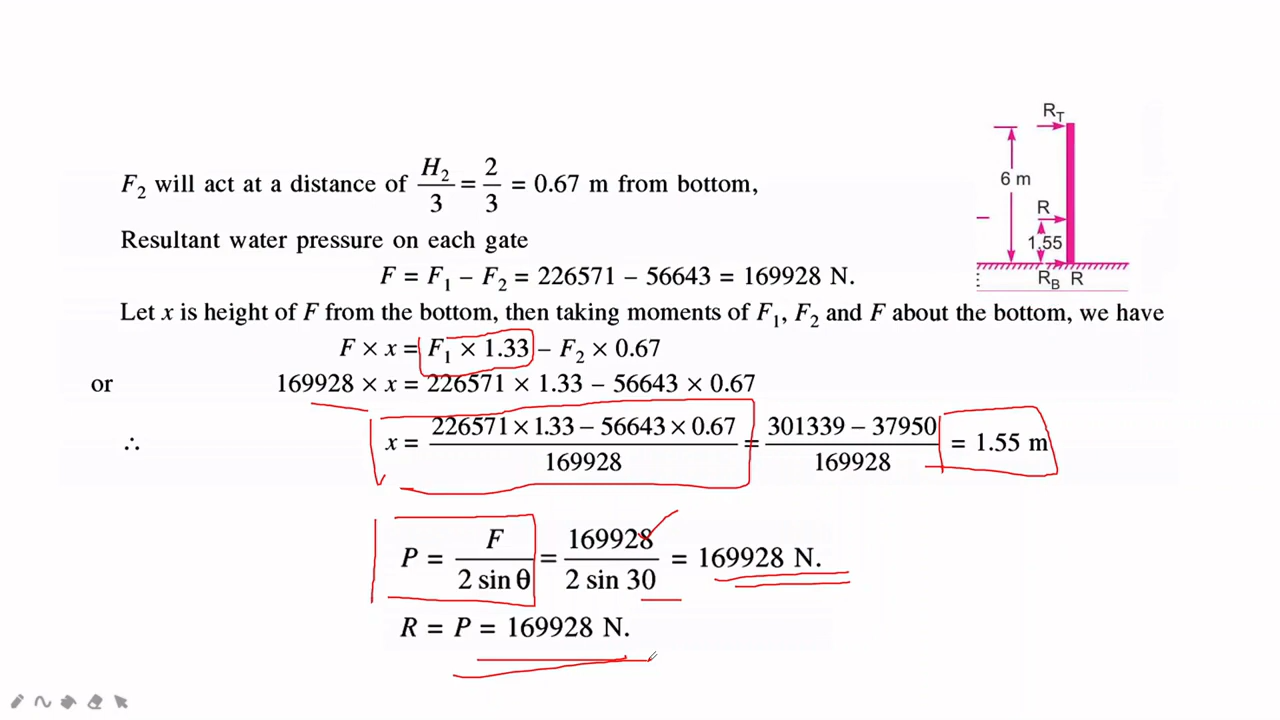 F₂ will act at a distance of H₂/3 = 2/3 = 0.67 m from bottom,
Resultant water pressure on each gate
F = F₁ – F₂ = 226571 – 56643 = 169928 N.
Let x is height of F from the bottom, then taking moments of F₁, F₂ and F about the bottom, we have
F × x = F₁ × 1.33 – F₂ × 0.67
or 169928 × x = 226571 × 1.33 – 56643 × 0.67
∴ x = (226571 × 1.33 – 56643 × 0.67)/169928 = (301339 – 37950)/169928 = 1.55 m
P = F/(2 sin θ) = 169928/(2 sin 30) = 169928 N.
R = P = 169928 N.
R_T
6 m
R
1.55
R_B R